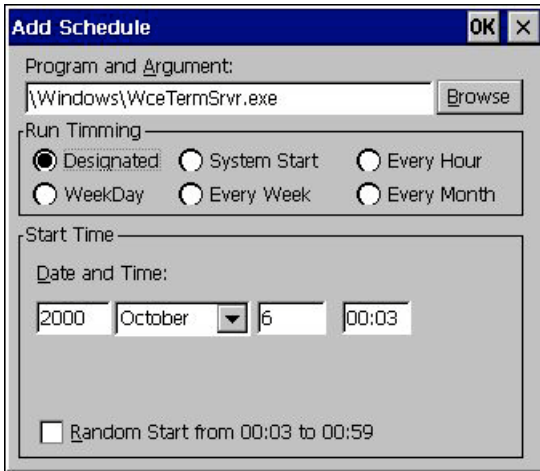 Add Schedule OK ×
Program and Argument:
\Windows\WceTermSrvr.exe Browse
Run Timming
Designated System Start Every Hour
WeekDay Every Week Every Month
Start Time
Date and Time:
2000 October 6 00:03
Random Start from 00:03 to 00:59